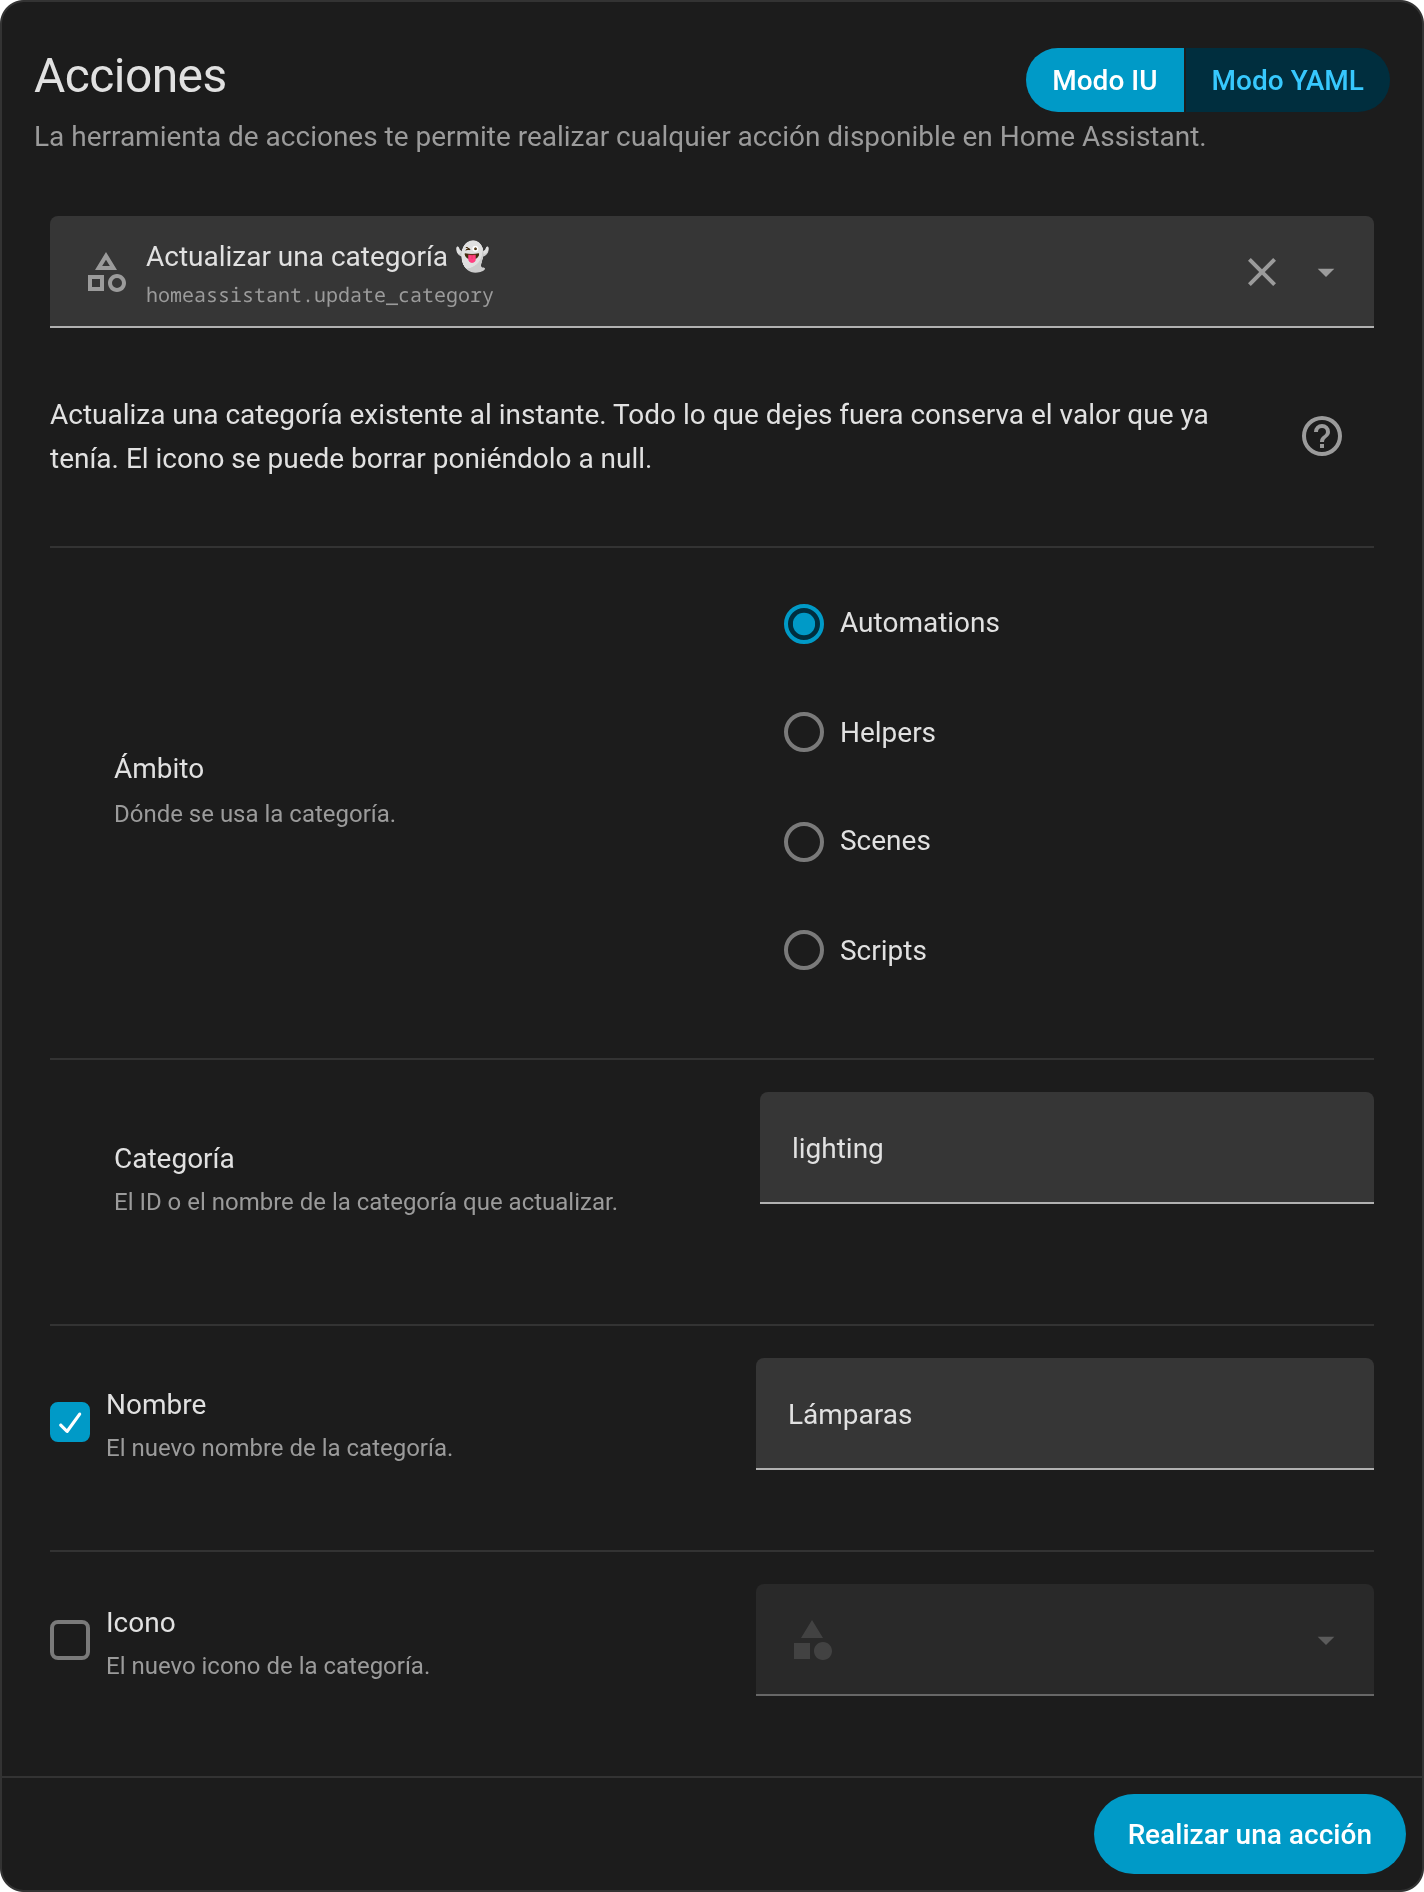 Acciones
Modo IU
Modo YAML
La herramienta de acciones te permite realizar cualquier acción disponible en Home Assistant.
Actualizar una categoría 👻
homeassistant.update_category
Actualiza una categoría existente al instante. Todo lo que dejes fuera conserva el valor que ya
tenía. El icono se puede borrar poniéndolo a null.
Ámbito
Dónde se usa la categoría.
Automations
Helpers
Scenes
Scripts
Categoría
El ID o el nombre de la categoría que actualizar.
lighting
Nombre
El nuevo nombre de la categoría.
Lámparas
Icono
El nuevo icono de la categoría.
Realizar una acción